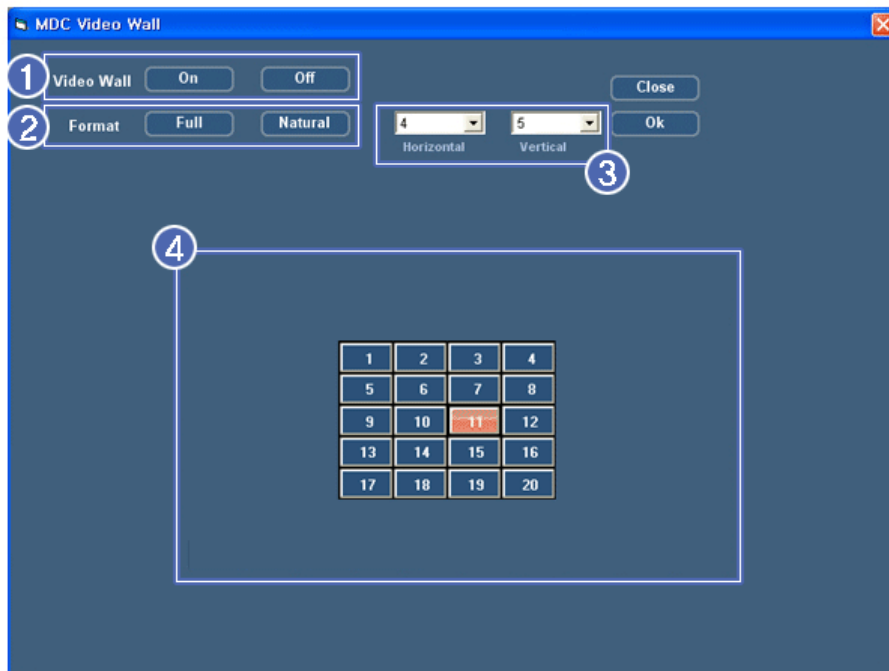 MDC Video Wall
1
Video Wall On Off
Close
2
Format Full Natural
4 5
Ok
Horizontal Vertical
3
4
1 2 3 4
5 6 7 8
9 10 11 12
13 14 15 16
17 18 19 20